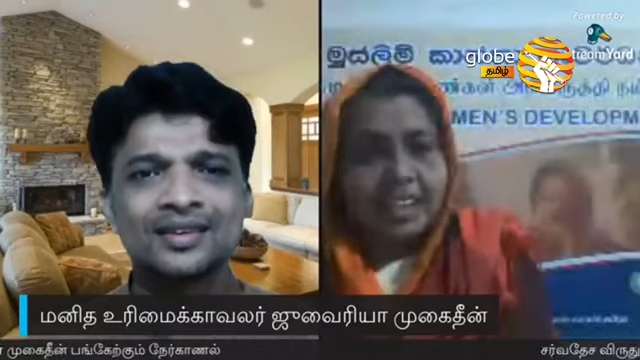 Powered by
StreamYard
globe
தமிழ்
මුස්ලිම්
MEN'S DEVELOPM
மனித உரிமைக்காவலர் ஜுவைரியா முகைதீன்
முகைதீன் பங்கேற்கும் நேர்காணல்
சர்வதேச